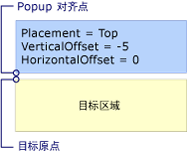 Popup 对齐点
Placement = Top
VerticalOffset = -5
HorizontalOffset = 0
目标区域
目标原点